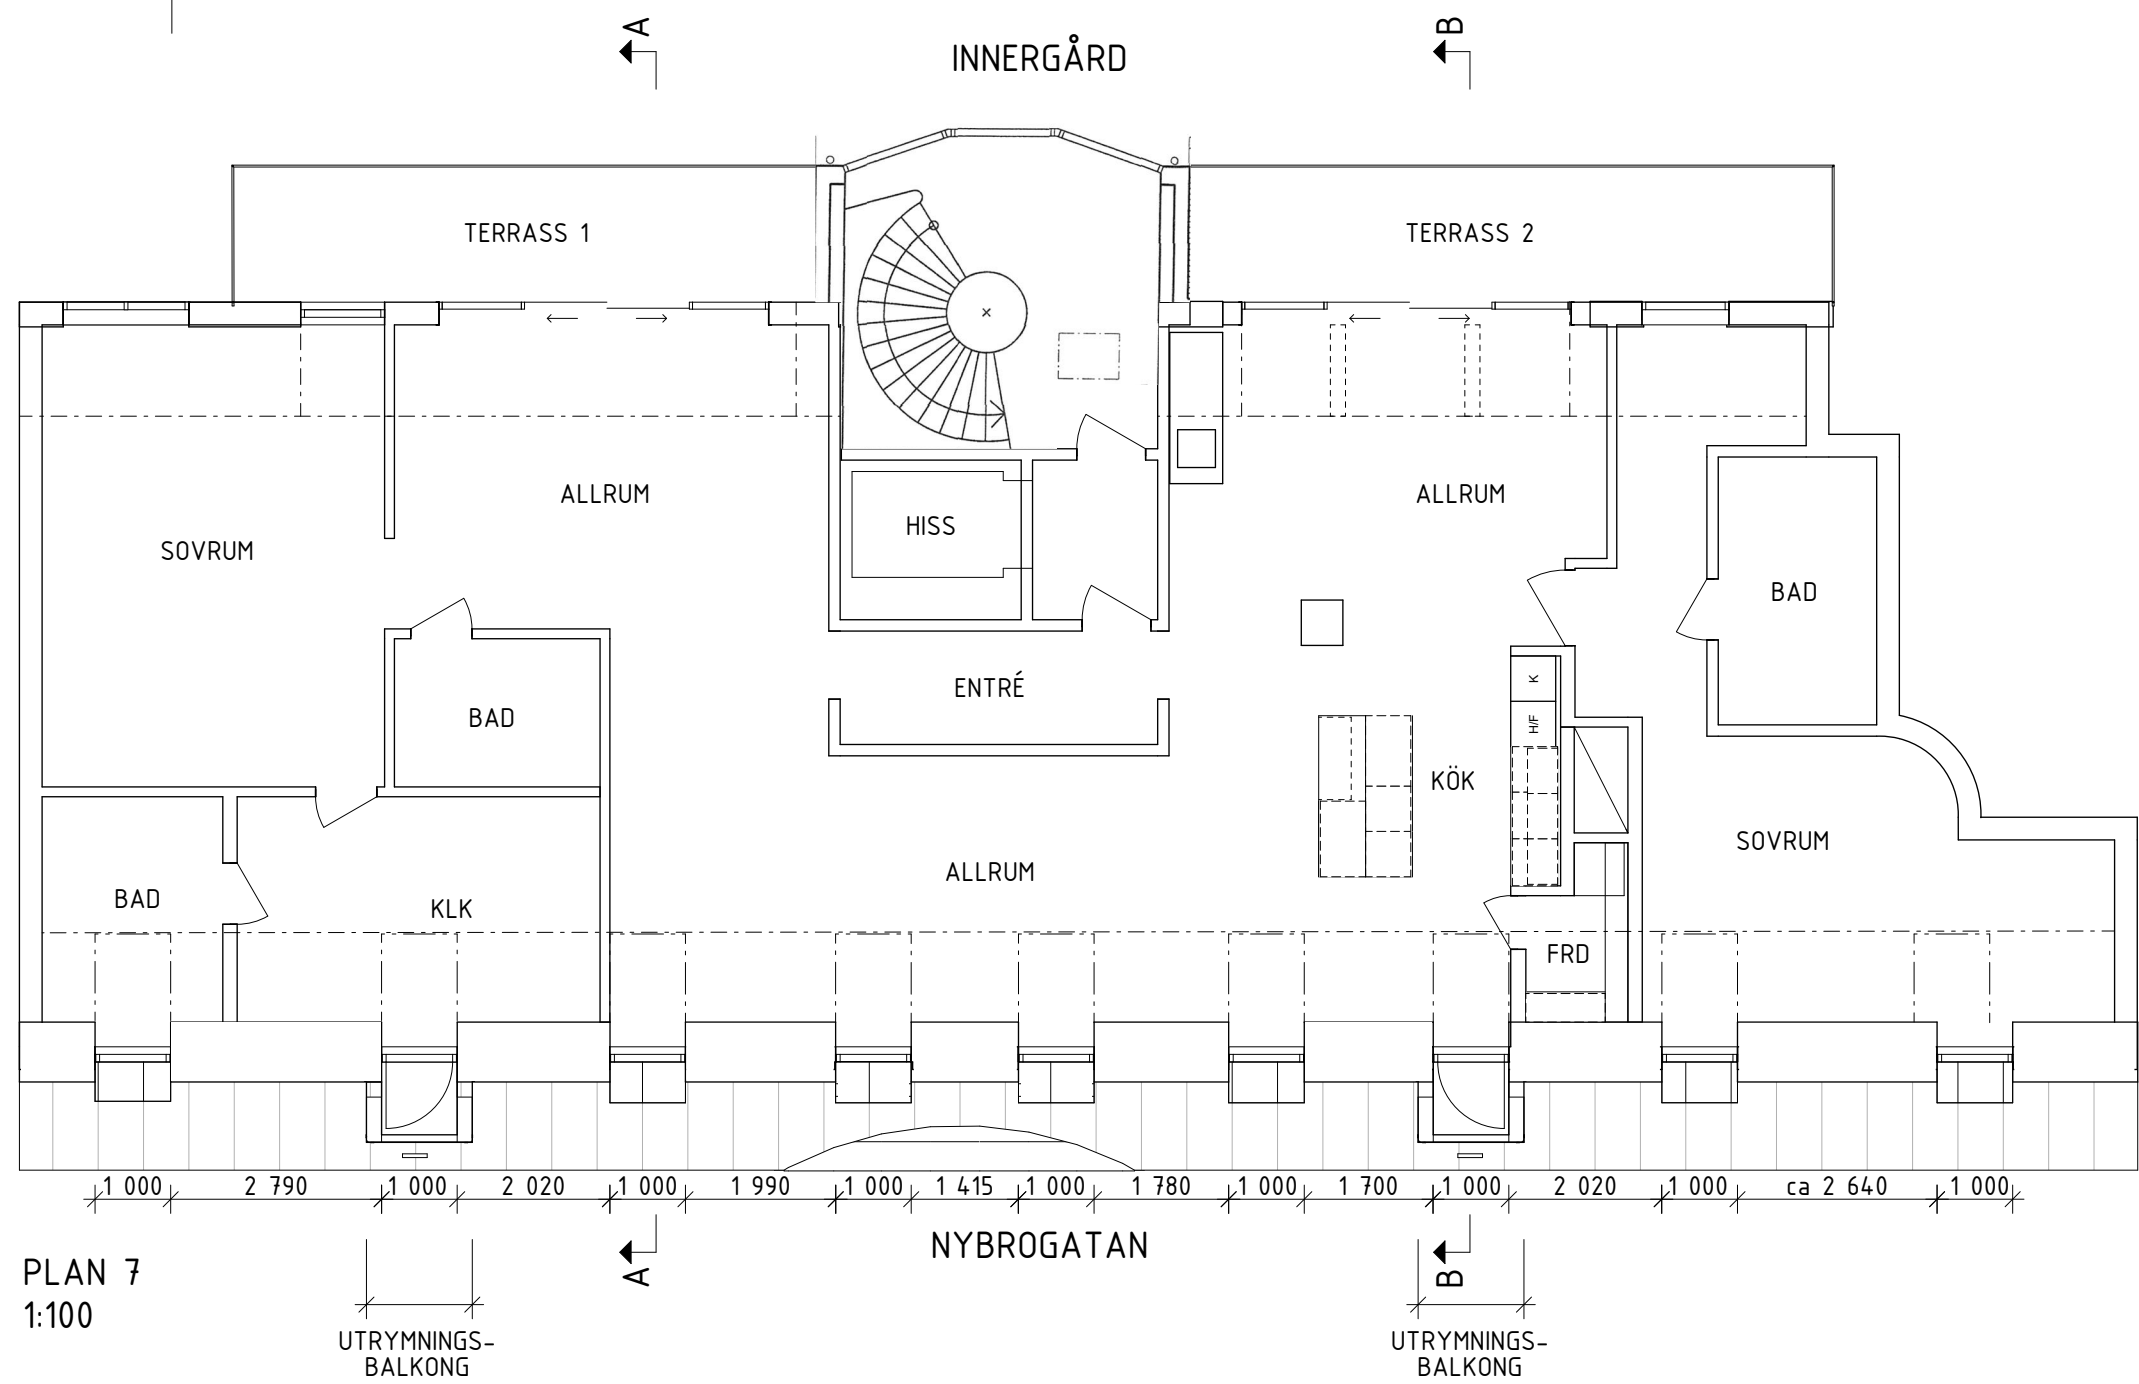 A
B
INNERGÅRD
TERRASS 1
TERRASS 2
ALLRUM
ALLRUM
HISS
SOVRUM
BAD
K
ENTRÉ
BAD
H/F
KÖK
SOVRUM
ALLRUM
BAD
KLK
FRD
1 000
2 790
1 000
2 020
1 000
1 990
1 000
1 415
1 000
1 780
1 000
1 700
1 000
2 020
1 000
ca 2 640
1 000
NYBROGATAN
A
B
PLAN 7
1:100
UTRYMNINGS-
BALKONG
UTRYMNINGS-
BALKONG